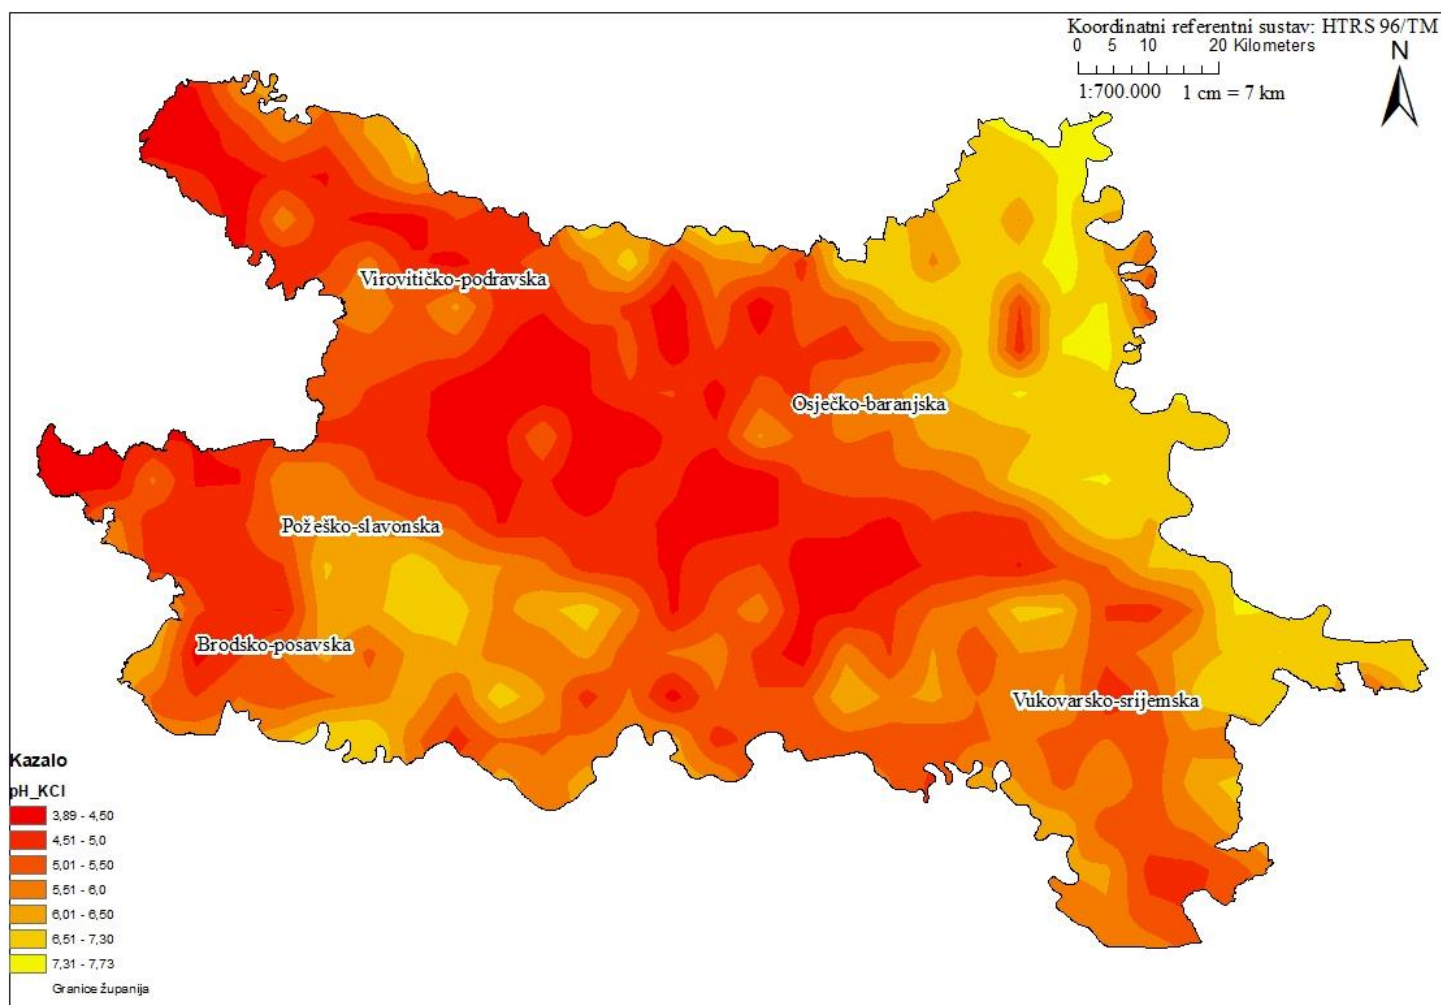 Koordinatni referentni sustav: HTRS 96/TM
0 5 10 20 Kilometers
N
1:700.000 1 cm = 7 km
Virovitičko-podravska
Osječko-baranjska
Požeško-slavonska
Brodsko-posavska
Vukovarsko-srijemska
Kazalo
pH_KCl
3,89 - 4,50
4,51 - 5,0
5,01 - 5,50
5,51 - 6,0
6,01 - 6,50
6,51 - 7,30
7,31 - 7,73
Granice županija